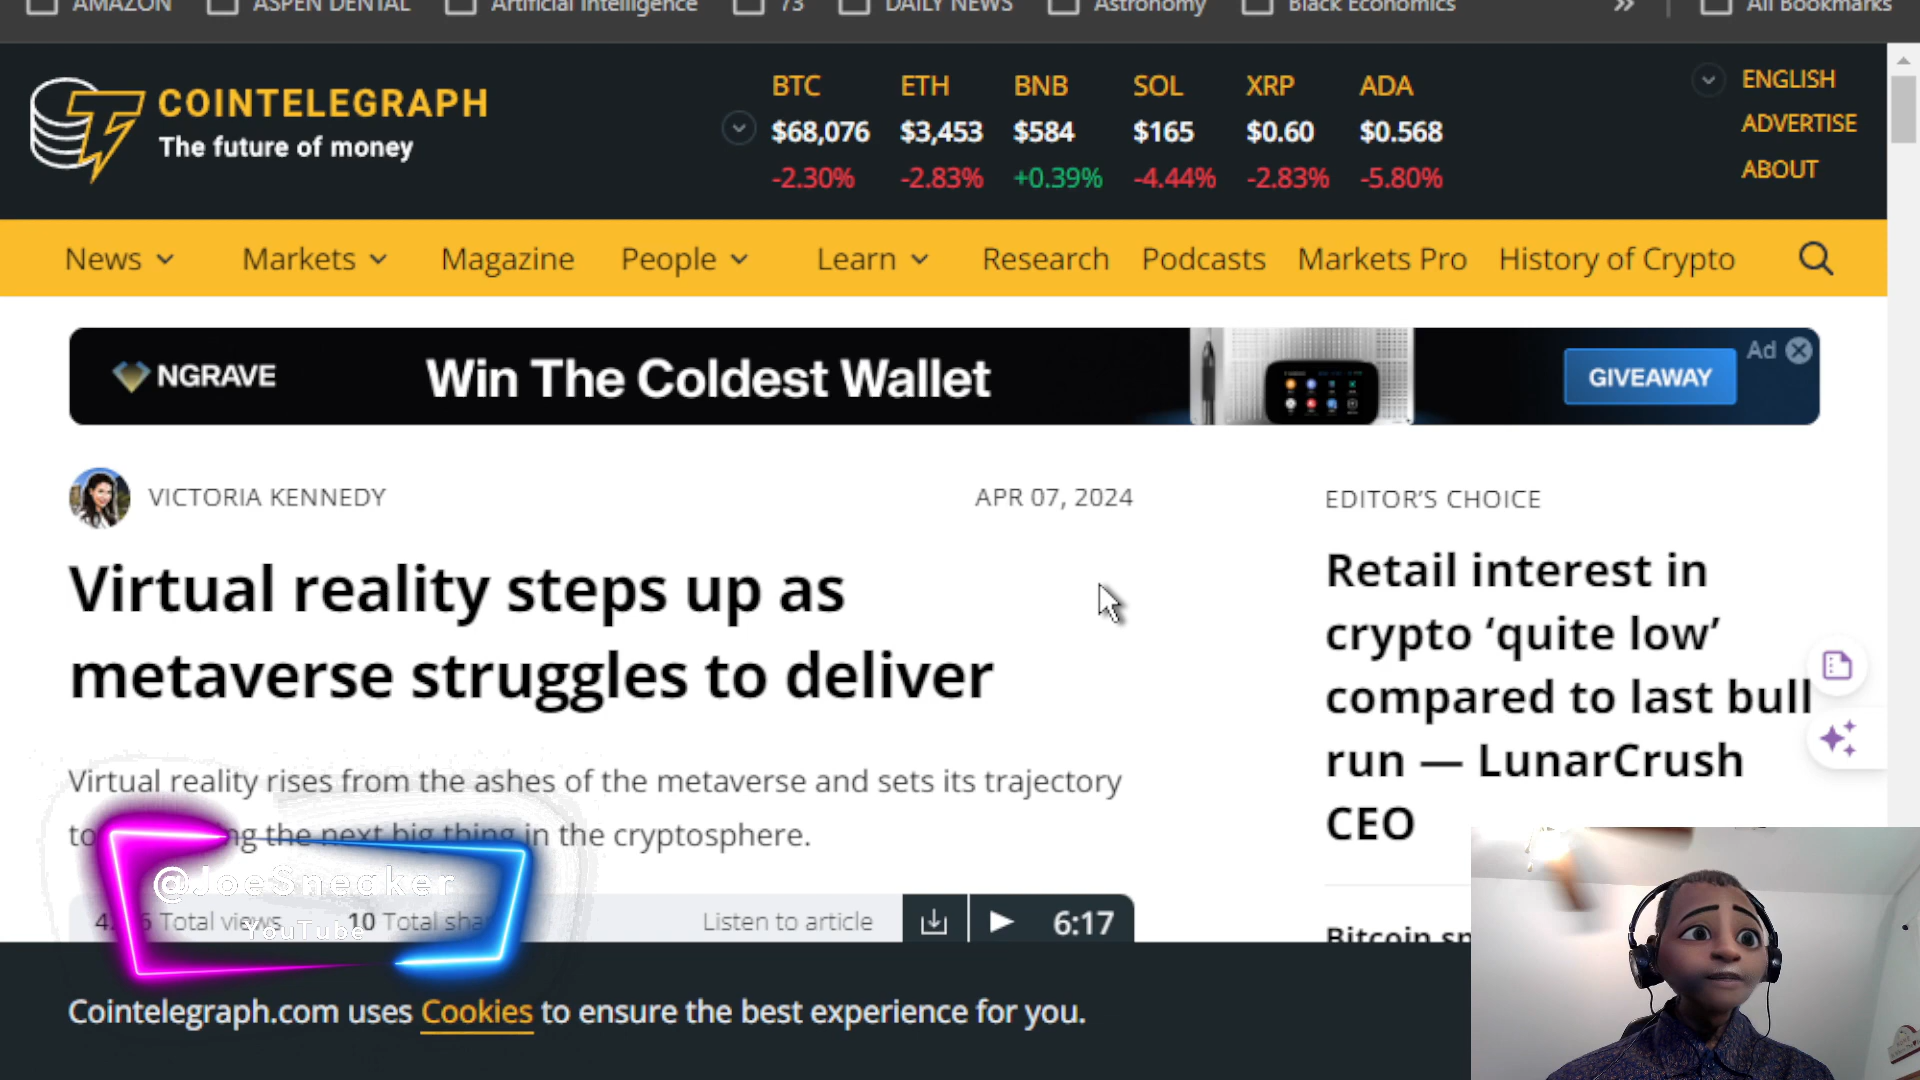 AMAZON ASPEN DENTAL Artificial Intelligence 73 DAILY NEWS Astronomy Black Economics » All Bookmarks
COINTELEGRAPH
The future of money
BTC ETH BNB SOL XRP ADA
$68,076 $3,453 $584 $165 $0.60 $0.568
-2.30% -2.83% +0.39% -4.44% -2.83% -5.80%
ENGLISH
ADVERTISE
ABOUT
News Markets Magazine People Learn Research Podcasts Markets Pro History of Crypto
NGRAVE Win The Coldest Wallet GIVEAWAY Ad
VICTORIA KENNEDY APR 07, 2024
Virtual reality steps up as
metaverse struggles to deliver
Virtual reality rises from the ashes of the metaverse and sets its trajectory
the next big thing in the cryptosphere.
@JoeSneaker
YouTube
Total views 10 Total
Listen to article 6:17
EDITOR’S CHOICE
Retail interest in
crypto ‘quite low’
compared to last bull
run — LunarCrush
CEO
Bitcoin
Cointelegraph.com uses Cookies to ensure the best experience for you.